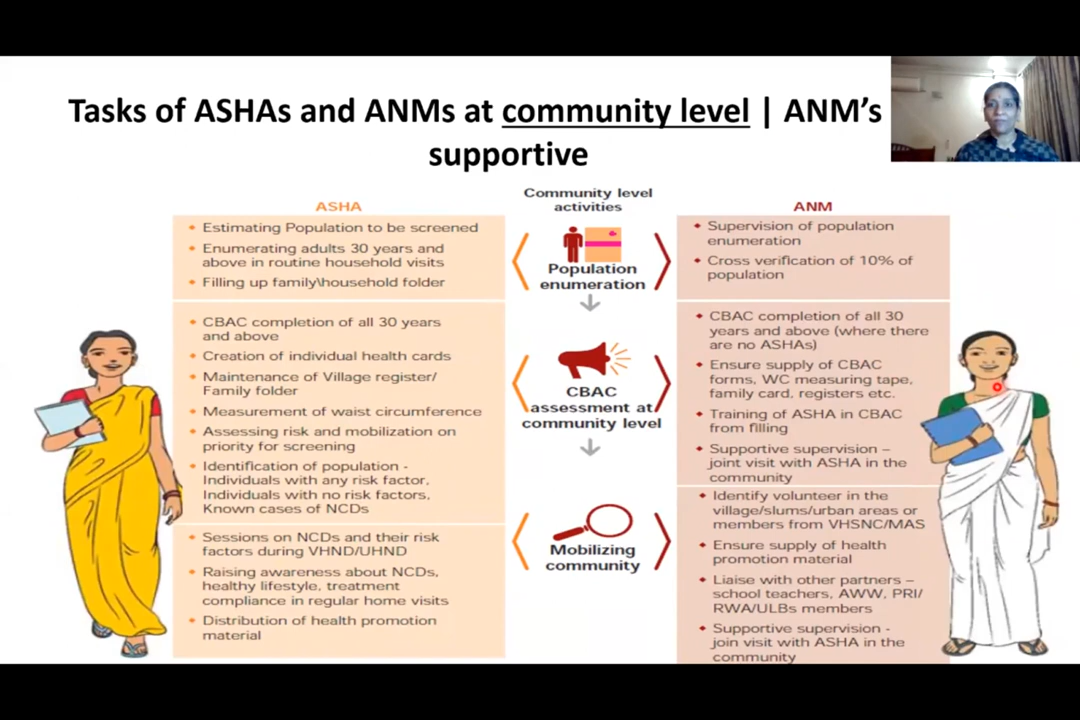 Tasks of ASHAs and ANMs at community level | ANM's
supportive
ASHA
Estimating Population to be screened
Enumerating adults 30 years and
above in routine household visits
Filling up family\household folder
CBAC completion of all 30 years
and above
Creation of individual health cards
Maintenance of Village register/
Family folder
Measurement of waist circumference
Assessing risk and mobilization on
priority for screening
Identification of population -
Individuals with any risk factor,
Individuals with no risk factors,
Known cases of NCDs
Sessions on NCDs and their risk
factors during VHND/UHND
Raising awareness about NCDs,
healthy lifestyle, treatment
compliance in regular home visits
Distribution of health promotion
material
Community level
activities
Population
enumeration
CBAC
assessment at
community level
Mobilizing
community
ANM
Supervision of population
enumeration
Cross verification of 10% of
population
CBAC completion of all 30
years and above (where there
are no ASHAs)
Ensure supply of CBAC
forms, WC measuring tape,
family card, registers etc.
Training of ASHA in CBAC
from filling
Supportive supervision –
joint visit with ASHA in the
community
Identify volunteer in the
village/slums/urban areas or
members from VHSNC/MAS
Ensure supply of health
promotion material
Liaise with other partners –
school teachers, AWW, PRI/
RWA/ULBs members
Supportive supervision -
join visit with ASHA in the
community